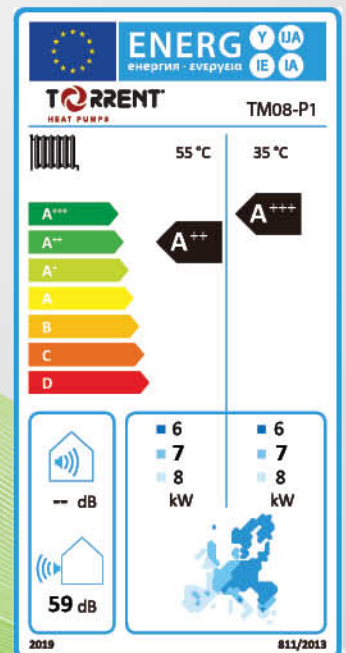 ENERG Y IJA
енергия · ενεργεια IE IA
TORRENT
HEAT PUMPS
TM08-P1
55 °C 35 °C
A+++
A++
A+
A
B
C
D
A++
A+++
6 6
7 7
8 8
kW kW
-- dB
59 dB
2019 811/2013